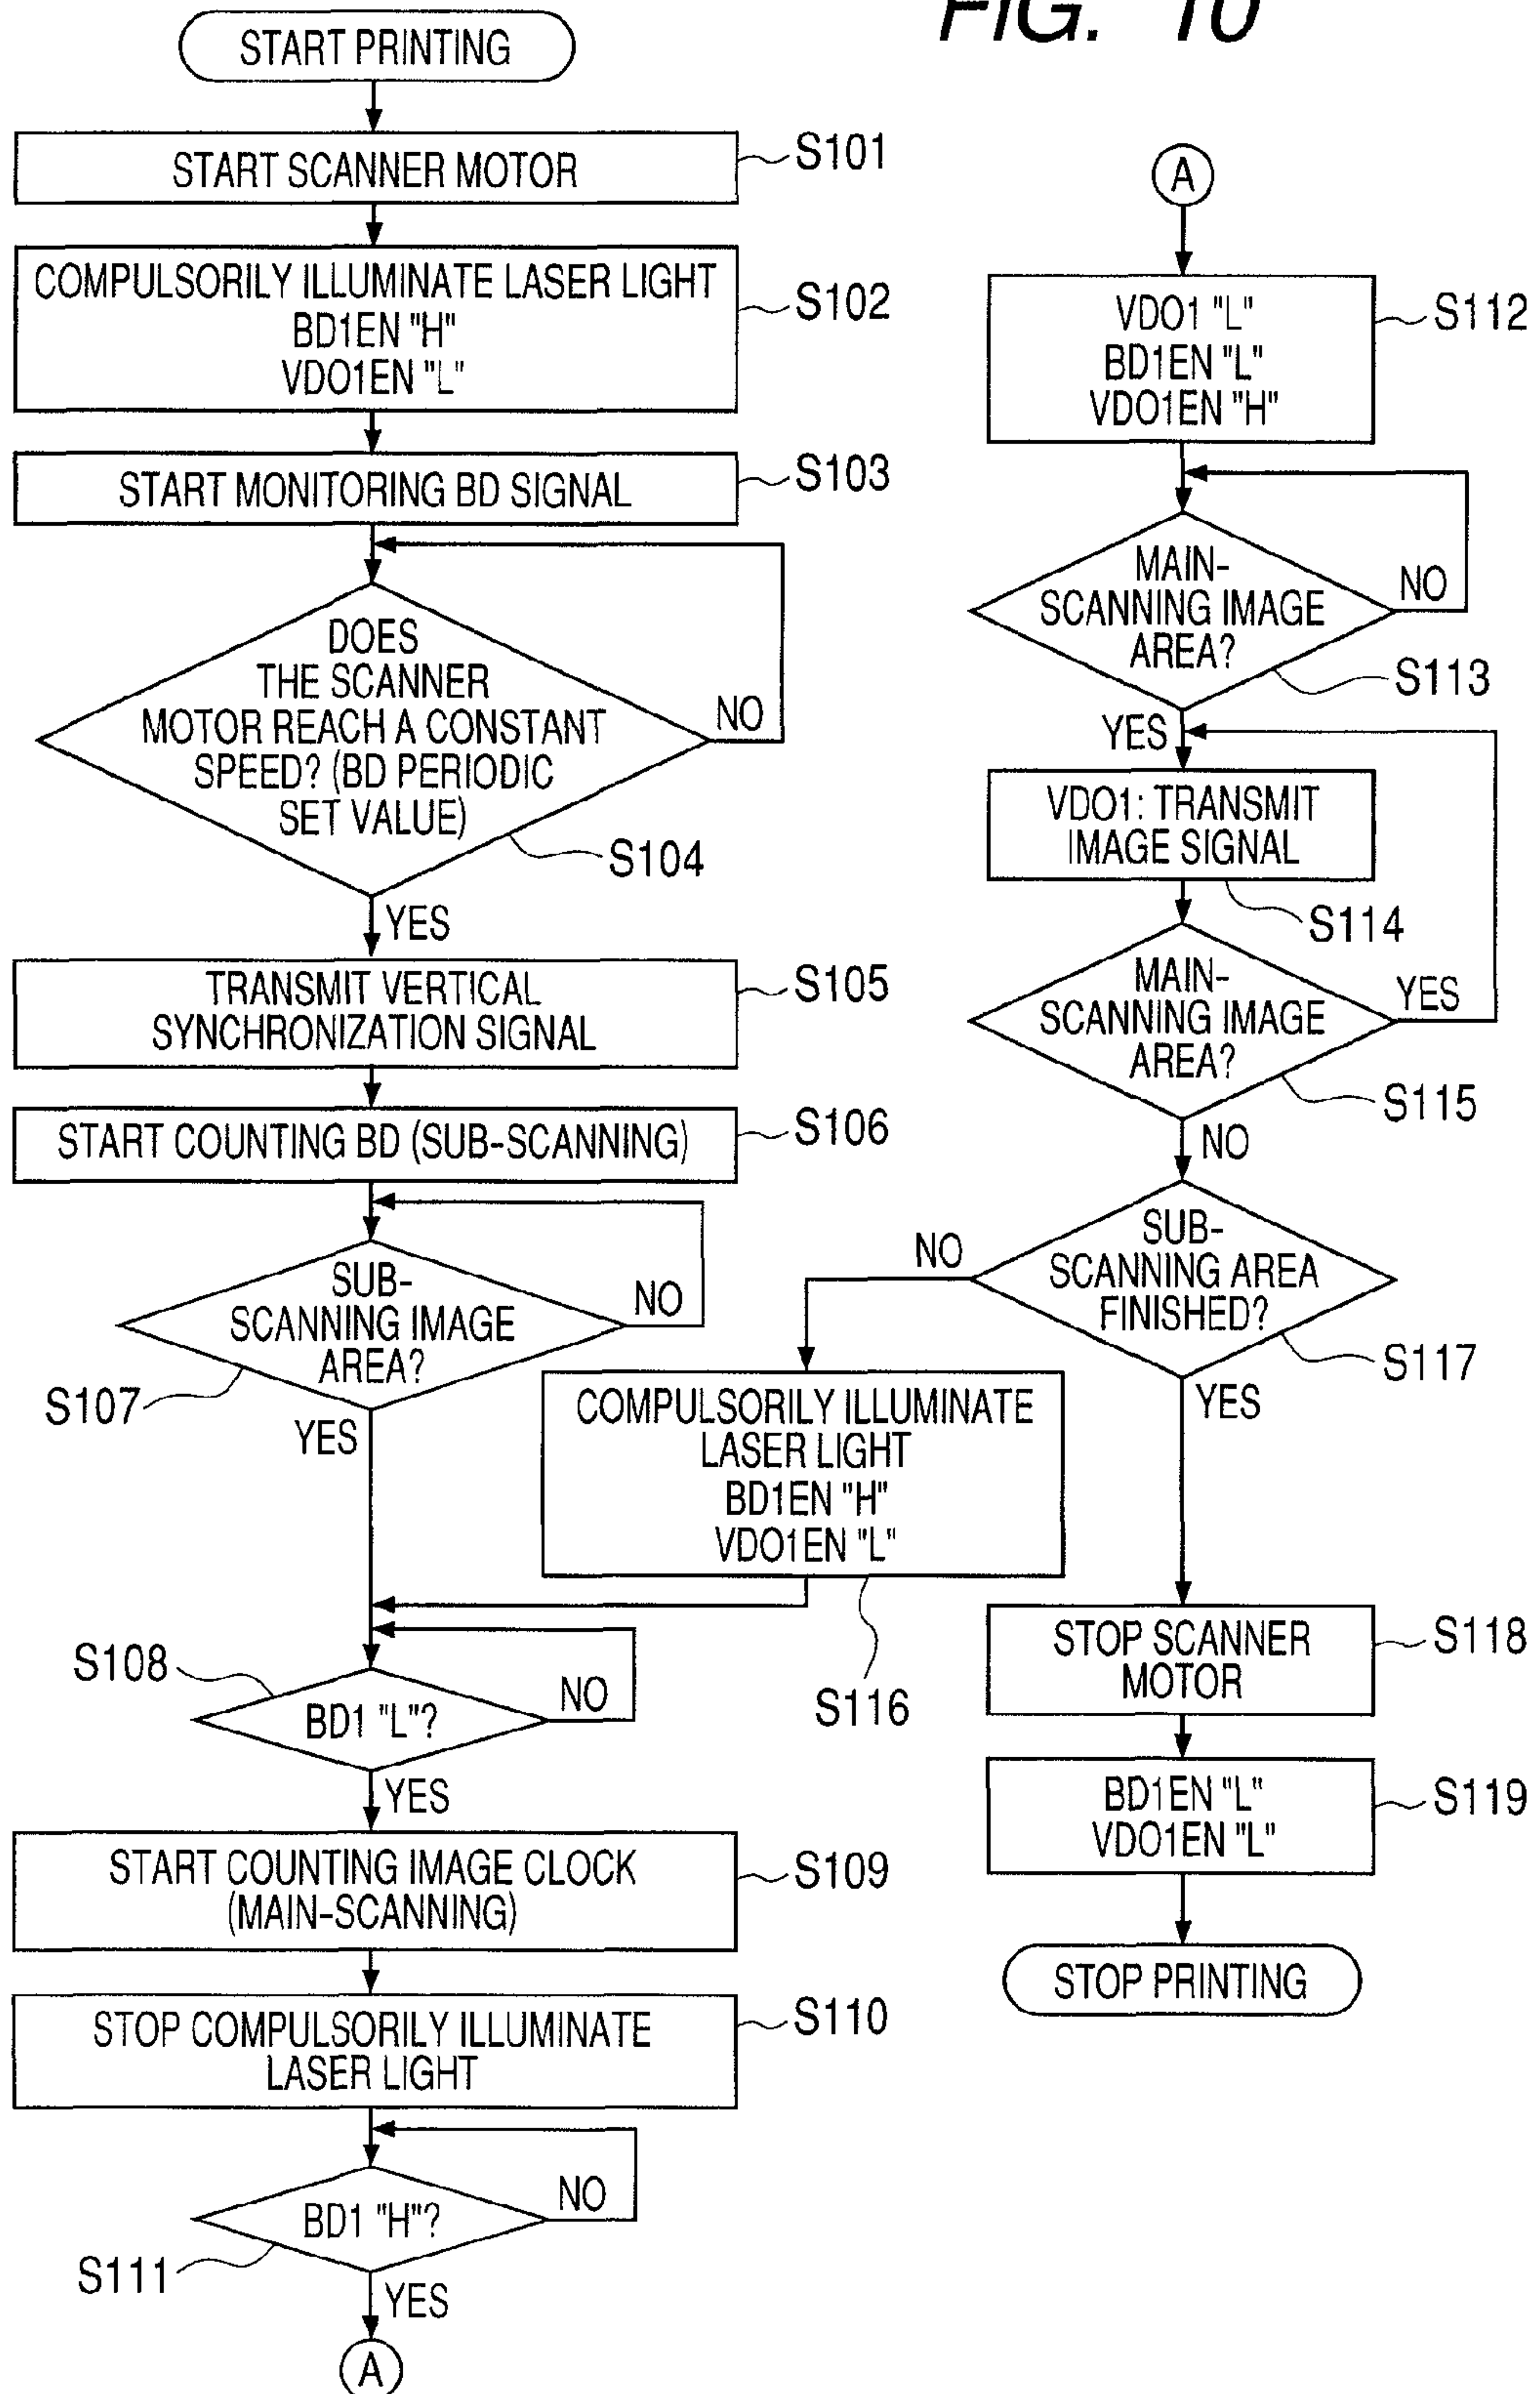 FIG. 10
START PRINTING
START SCANNER MOTOR
S101
COMPULSORILY ILLUMINATE LASER LIGHT
BD1EN "H"
VDO1EN "L"
S102
START MONITORING BD SIGNAL
S103
DOES
THE SCANNER
MOTOR REACH A CONSTANT
SPEED? (BD PERIODIC
SET VALUE)
NO
S104
YES
TRANSMIT VERTICAL
SYNCHRONIZATION SIGNAL
S105
START COUNTING BD (SUB-SCANNING)
S106
SUB-
SCANNING IMAGE
AREA?
NO
S107
YES
S108
BD1 "L"?
NO
YES
START COUNTING IMAGE CLOCK
(MAIN-SCANNING)
S109
STOP COMPULSORILY ILLUMINATE
LASER LIGHT
S110
BD1 "H"?
NO
S111
YES
A
A
VDO1 "L"
BD1EN "L"
VDO1EN "H"
S112
MAIN-
SCANNING IMAGE
AREA?
NO
S113
YES
VDO1: TRANSMIT
IMAGE SIGNAL
S114
MAIN-
SCANNING IMAGE
AREA?
YES
S115
NO
SUB-
SCANNING AREA
FINISHED?
NO
S117
YES
COMPULSORILY ILLUMINATE
LASER LIGHT
BD1EN "H"
VDO1EN "L"
S116
STOP SCANNER
MOTOR
S118
BD1EN "L"
VDO1EN "L"
S119
STOP PRINTING